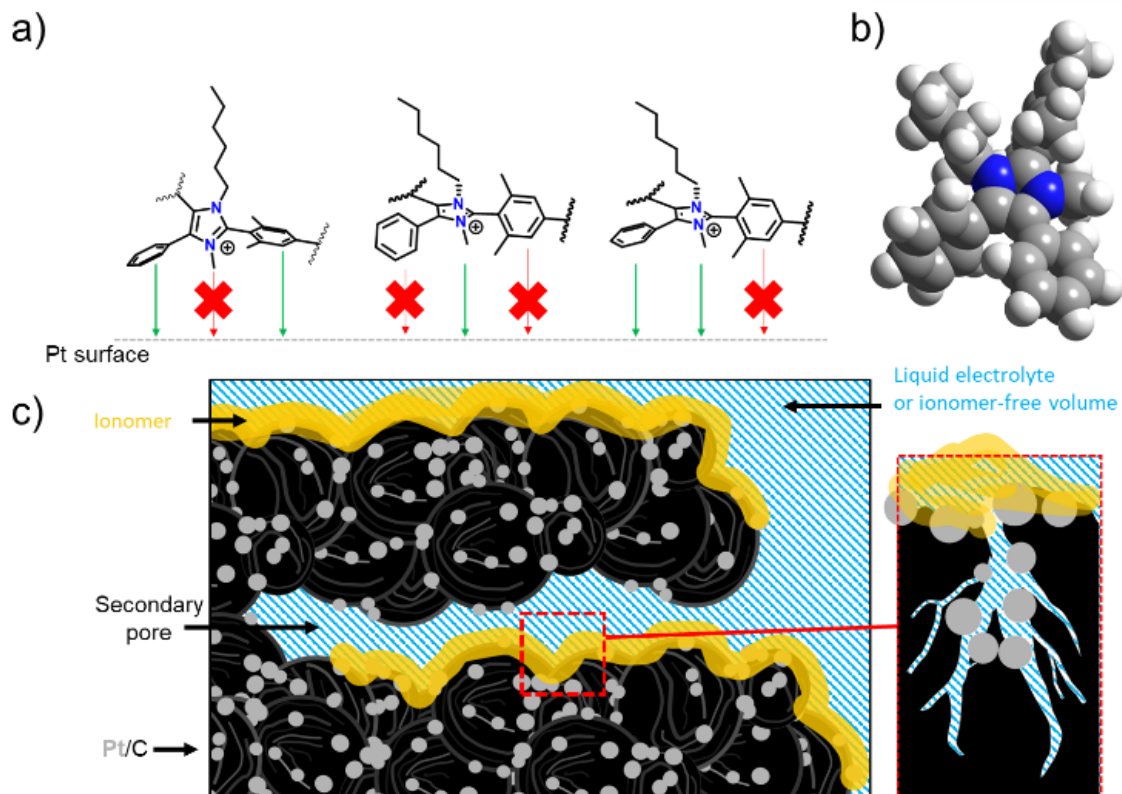 a)
b)
N
N
+
N
N
+
N
N
+
Pt surface
c)
Ionomer
Liquid electrolyte
or ionomer-free volume
Secondary
pore
Pt/C